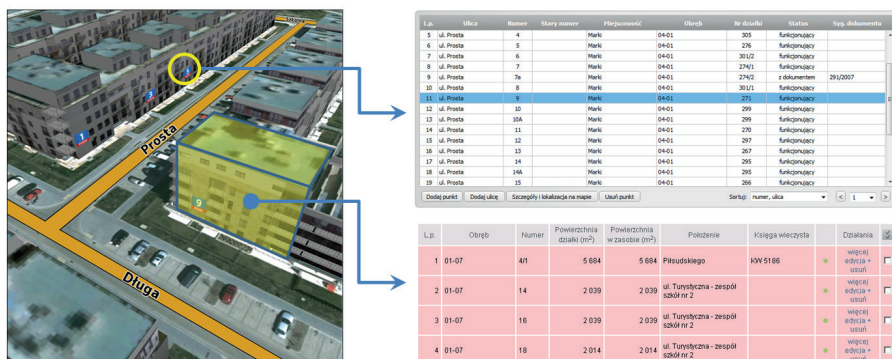 Szkolna
5
3
1
Prosta
9
Długa
L.p. Ulica Numer Stary numer Miejscowość Obręb Nr działki Status Syg. dokumentu
5 ul. Prosta 4 Marki 04-01 305 funkcjonujący
6 ul. Prosta 5 Marki 04-01 276 funkcjonujący
7 ul. Prosta 6 Marki 04-01 301/2 funkcjonujący
8 ul. Prosta 7 Marki 04-01 274/1 funkcjonujący
9 ul. Prosta 7a Marki 04-01 274/2 z dokumentem 291/2007
10 ul. Prosta 8 Marki 04-01 301/1 funkcjonujący
11 ul. Prosta 9 Marki 04-01 271 funkcjonujący
12 ul. Prosta 10 Marki 04-01 299 funkcjonujący
13 ul. Prosta 10A Marki 04-01 299 funkcjonujący
14 ul. Prosta 11 Marki 04-01 270 funkcjonujący
15 ul. Prosta 12 Marki 04-01 297 funkcjonujący
16 ul. Prosta 13 Marki 04-01 267 funkcjonujący
17 ul. Prosta 14 Marki 04-01 295 funkcjonujący
18 ul. Prosta 14A Marki 04-01 295 funkcjonujący
19 ul. Prosta 15 Marki 04-01 266 funkcjonujący
Dodaj punkt Dodaj ulicę Szczegóły i lokalizacja na mapie Usuń punkt Sortuj: numer, ulica < 1 >
L.p. Obręb Numer Powierzchnia działki (m²) Powierzchnia w zasobie (m²) Położenie Księga wieczysta Działania
1 01-07 4/1 5 684 5 684 Piłsudskiego KW 5186 więcej edycja + usuń
2 01-07 14 2 039 2 039 ul. Turystyczna - zespół szkół nr 2 więcej edycja + usuń
3 01-07 16 2 039 2 039 ul. Turystyczna - zespół szkół nr 2 więcej edycja + usuń
4 01-07 18 2 814 2 814 ul. Turystyczna - zespół szkół nr 2 więcej edycja + usuń